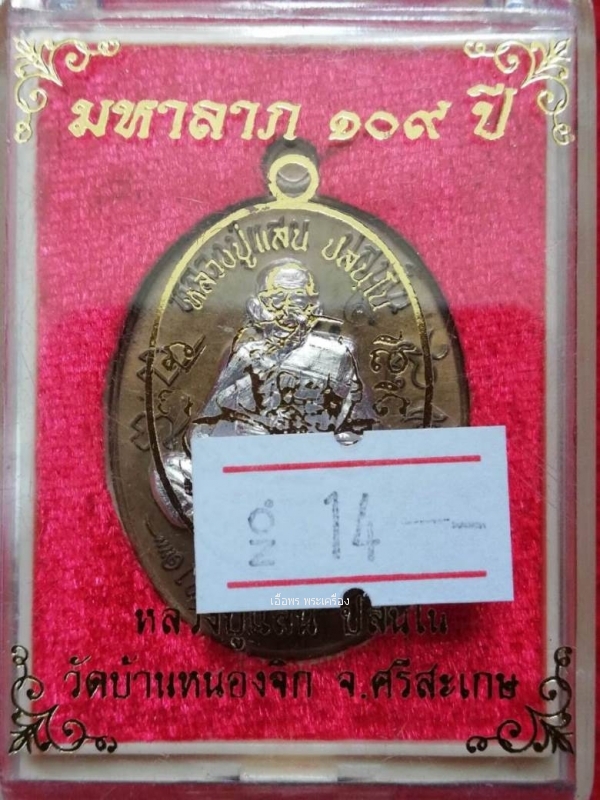 มหาลาภ ๑๐๙ ปี
หลวงปู่แสน ปสนฺโน
No. 14
เอื้อพร พระเครื่อง
หลวงปู่แสน ปสนฺโน
วัดบ้านหนองจิก จ.ศรีสะเกษ